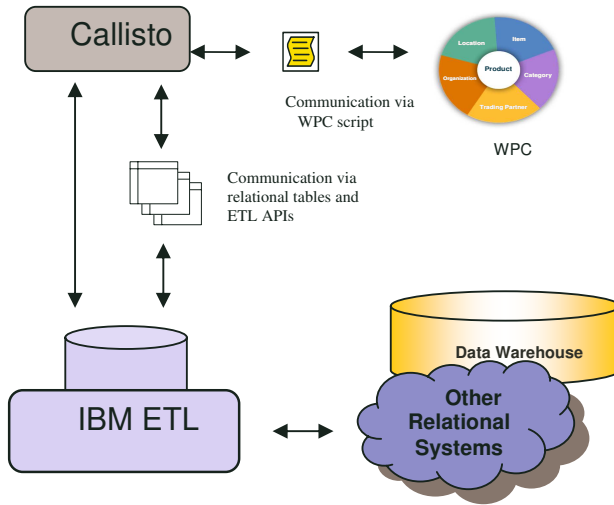 Callisto
Communication via
WPC script
Location
Item
Organization
Product
Category
Trading Partner
WPC
Communication via
relational tables and
ETL APIs
IBM ETL
Data Warehouse
Other
Relational
Systems